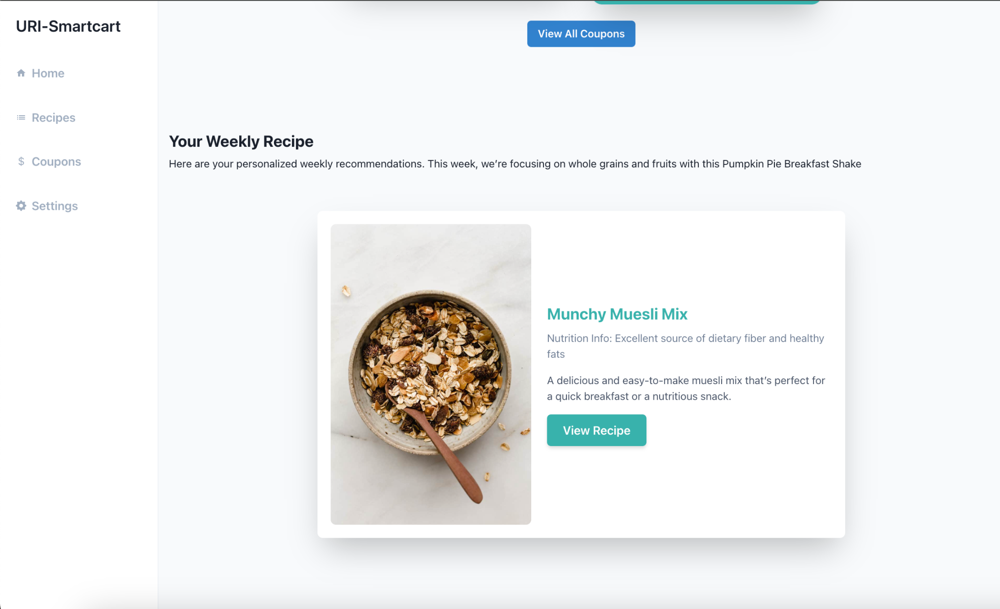 URI-Smartcart
Home
Recipes
$ Coupons
Settings
View All Coupons
Your Weekly Recipe
Here are your personalized weekly recommendations. This week, we’re focusing on whole grains and fruits with this Pumpkin Pie Breakfast Shake
Munchy Muesli Mix
Nutrition Info: Excellent source of dietary fiber and healthy
fats
A delicious and easy-to-make muesli mix that’s perfect for
a quick breakfast or a nutritious snack.
View Recipe